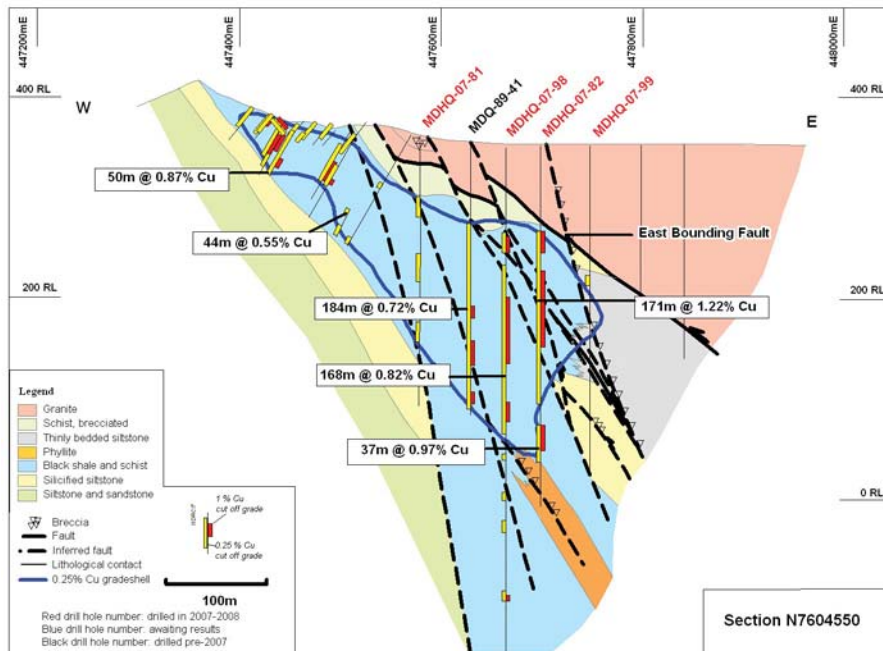 447200mE
447400mE
447600mE
447800mE
448000mE
400 RL
400 RL
W
E
MDHQ-07-81
MDQ-89-41
MDHQ-07-98
MDHQ-07-82
MDHQ-07-99
50m @ 0.87% Cu
44m @ 0.55% Cu
East Bounding Fault
200 RL
200 RL
184m @ 0.72% Cu
171m @ 1.22% Cu
168m @ 0.82% Cu
37m @ 0.97% Cu
0 RL
Legend
Granite
Schist, brecciated
Thinly bedded siltstone
Phyllite
Black shale and schist
Silicified siltstone
Siltstone and sandstone
Breccia
Fault
Inferred fault
Lithological contact
0.25% Cu gradeshell
1 % Cu
cut off grade
0.25 % Cu
cut off grade
100m
Red drill hole number: drilled in 2007-2008
Blue drill hole number: awaiting results
Black drill hole number: drilled pre-2007
Section N7604550